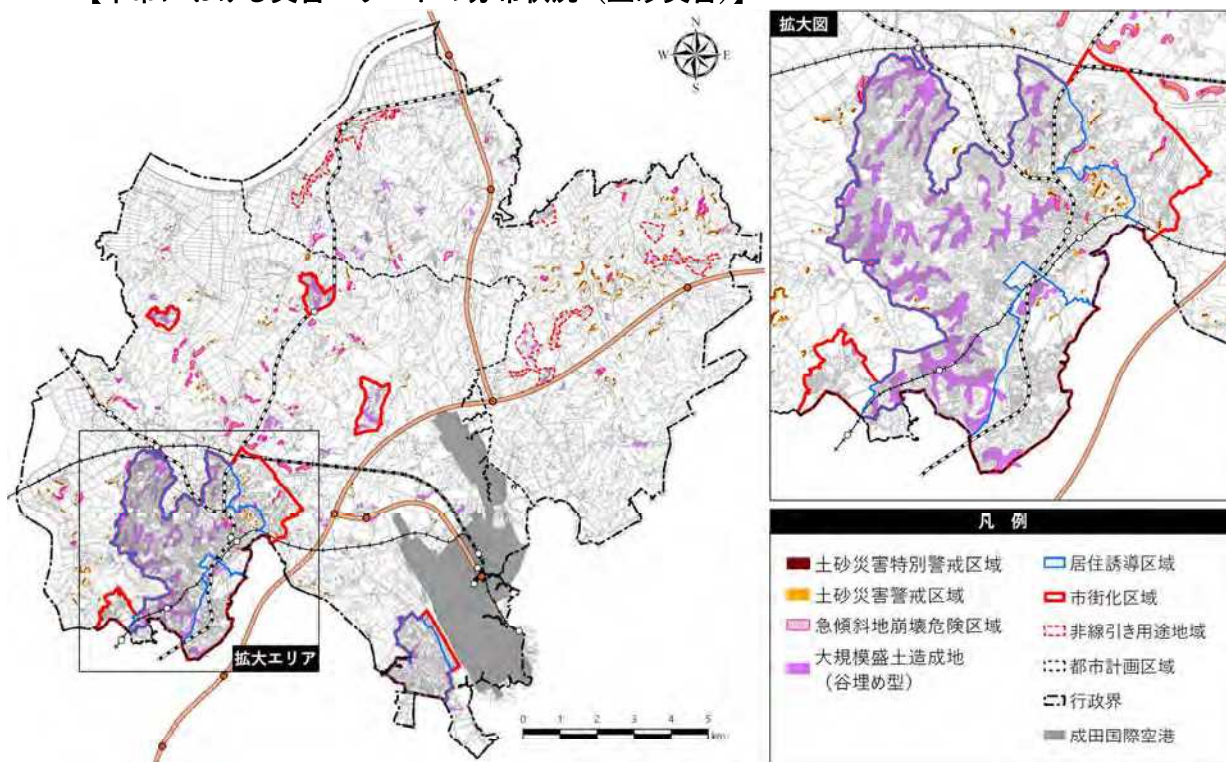 拡大図
N
W E
S
拡大エリア
0 1 2 3 4 5
km
凡 例
土砂災害特別警戒区域
土砂災害警戒区域
急傾斜地崩壊危険区域
大規模盛土造成地
（谷埋め型）
居住誘導区域
市街化区域
非線引き用途地域
都市計画区域
行政界
成田国際空港